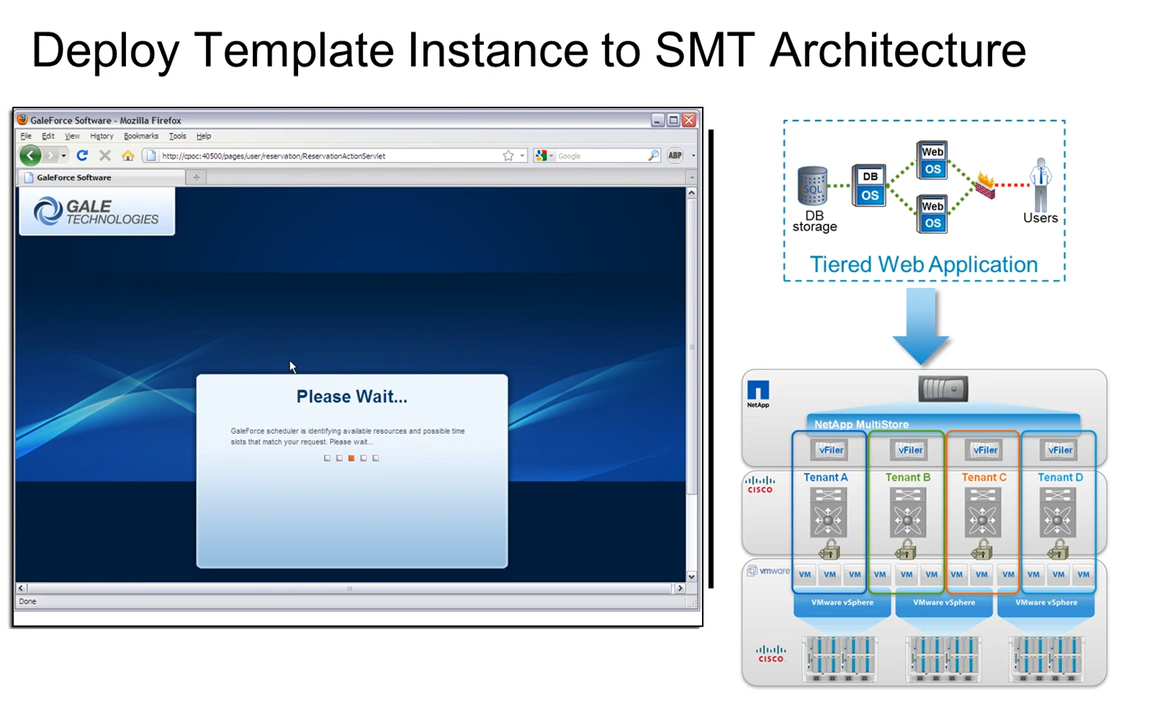 Deploy Template Instance to SMT Architecture
GaleForce Software - Mozilla Firefox
File Edit View History Bookmarks Tools Help
http://cpoc:40500/pages/user/reservation/ReservationActionServlet
Google
ABP
GaleForce Software
GALE
TECHNOLOGIES
Please Wait...
GaleForce scheduler is identifying available resources and possible time
slots that match your request. Please wait...
Done
SQL
DB
storage
DB
OS
Web
OS
Web
OS
Users
Tiered Web Application
NetApp
NetApp MultiStore
vFiler vFiler vFiler vFiler
CISCO
Tenant A Tenant B Tenant C Tenant D
vmware
VM VM VM VM VM VM VM VM VM VM VM VM
VMware vSphere VMware vSphere VMware vSphere
CISCO